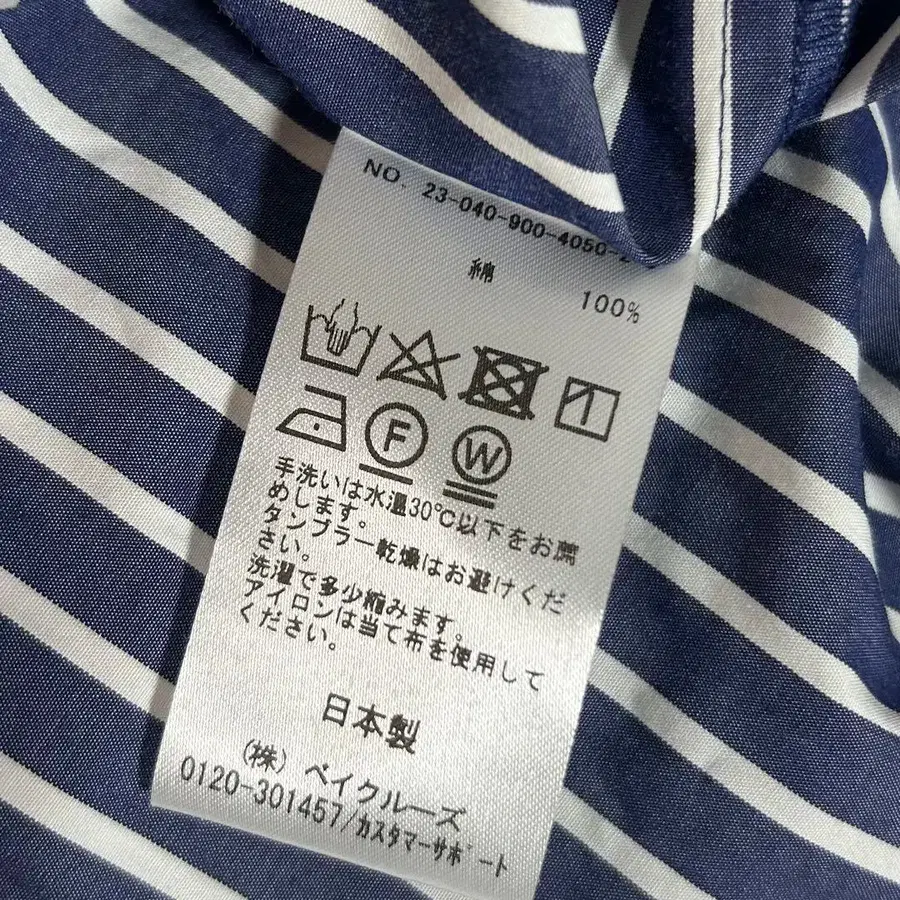 NO. 23-040-900-4050-2
綿 100%
F W
手洗いは水温30℃以下をお薦
めします。
タンブラー乾燥はお避けくだ
さい。
洗濯で多少縮みます。
アイロンは当て布を使用して
ください。
日本製
(株) ベイクルーズ
0120-301457/カスタマーサポート